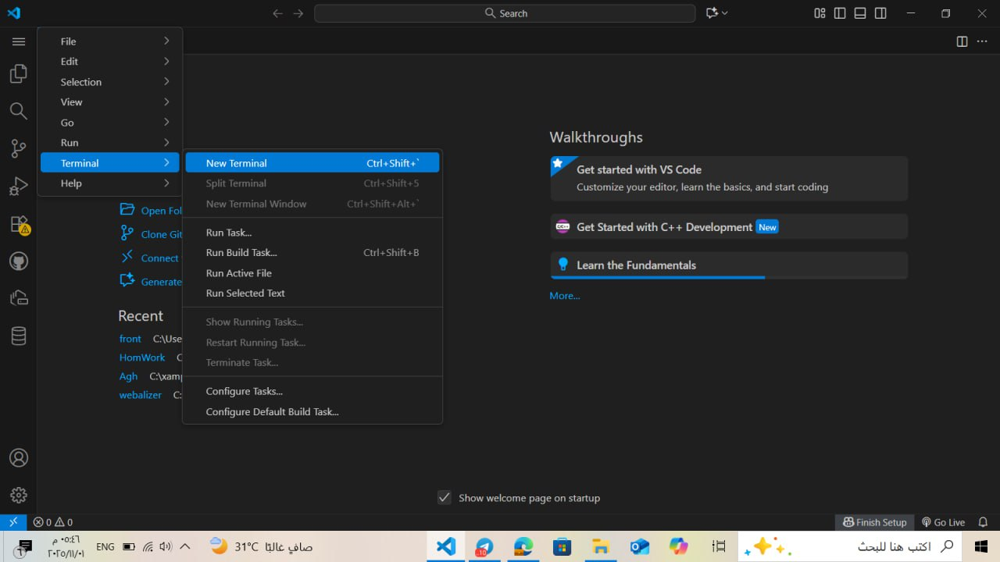 Search
File
Edit
Selection
View
Go
Run
Terminal
Help
New Terminal Ctrl+Shift+`
Split Terminal Ctrl+Shift+5
New Terminal Window Ctrl+Shift+Alt+`
Run Task...
Run Build Task... Ctrl+Shift+B
Run Active File
Run Selected Text
Show Running Tasks...
Restart Running Task...
Terminate Task...
Configure Tasks...
Configure Default Build Task...
Open Fol
Clone Git
Connect
Generate
Recent
front C:\Use
HomWork C
Agh C:\xamp
webalizer C:
Walkthroughs
Get started with VS Code
Customize your editor, learn the basics, and start coding
C/C++ Get Started with C++ Development New
Learn the Fundamentals
More...
Show welcome page on startup
0 0
Finish Setup
Go Live
1
٠٥:٤٦ م
٢٠٢٥/١١/٠١
ENG
31°C صافٍ غالبًا
10
اكتب هنا للبحث